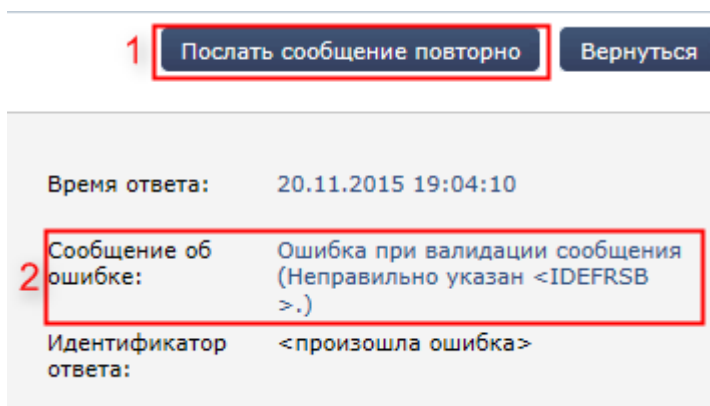 1 Послать сообщение повторно Вернуться
Время ответа: 20.11.2015 19:04:10
Сообщение об Ошибка при валидации сообщения
2 ошибке: (Неправильно указан <IDEFRSB
>.)
Идентификатор <произошла ошибка>
ответа: